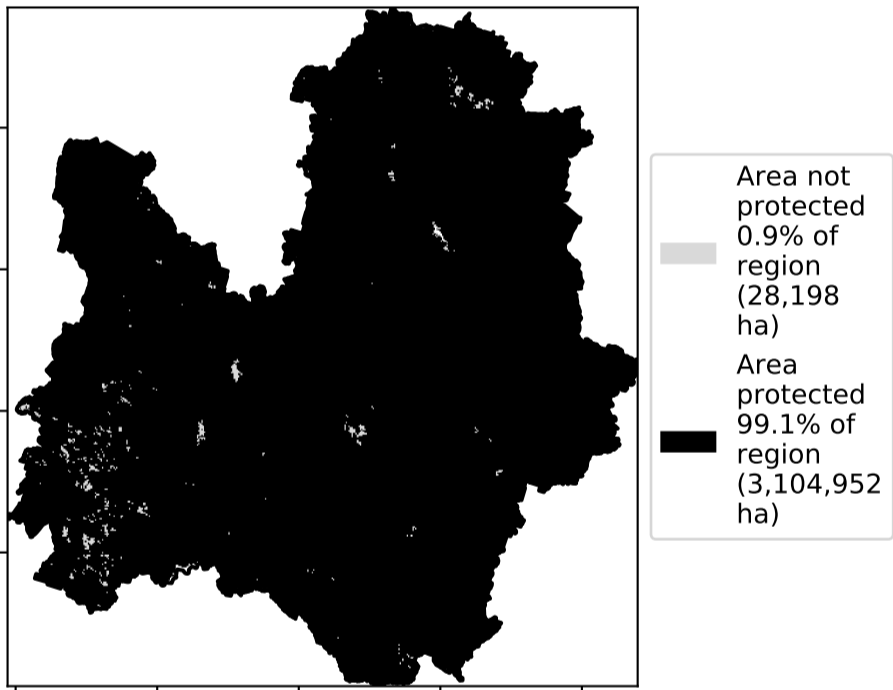 Area not
protected
0.9% of
region
(28,198
ha)
Area
protected
99.1% of
region
(3,104,952
ha)